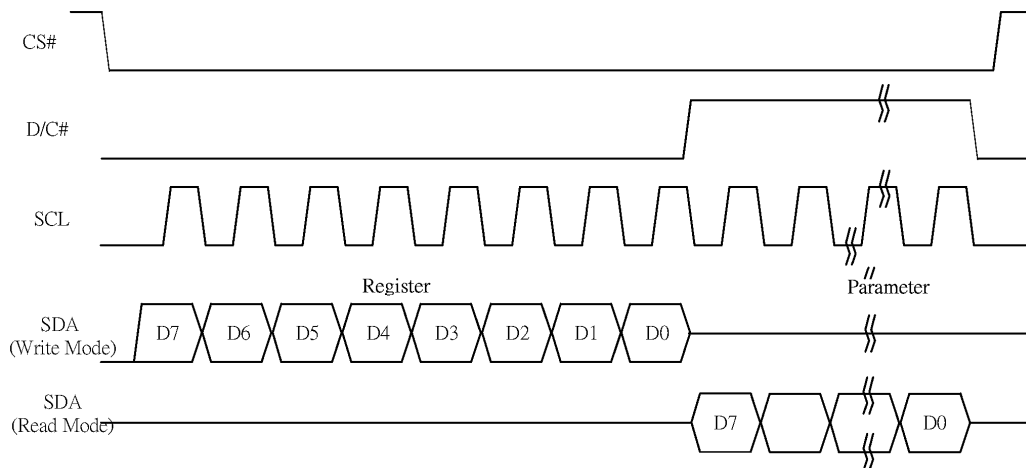 CS#
D/C#
SCL
Register
Parameter
SDA
(Write Mode)
D7 D6 D5 D4 D3 D2 D1 D0
SDA
(Read Mode)
D7 D0